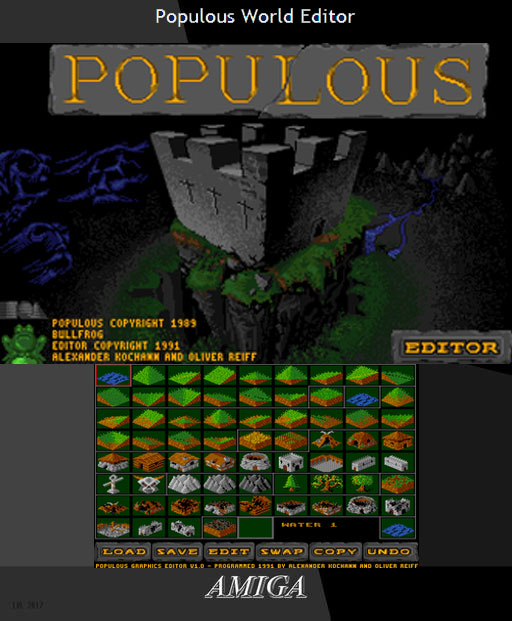 Populous World Editor
POPULOUS
POPULOUS COPYRIGHT 1989
BULLFROG
EDITOR COPYRIGHT 1991
ALEXANDER KOCHANN AND OLIVER REIFF
EDITOR
WATER 1
LOAD SAVE EDIT SWAP COPY UNDO
POPULOUS GRAPHICS EDITOR V1.0 - PROGRAMMED 1991 BY ALEXANDER KOCHANN AND OLIVER REIFF
AMIGA
2017